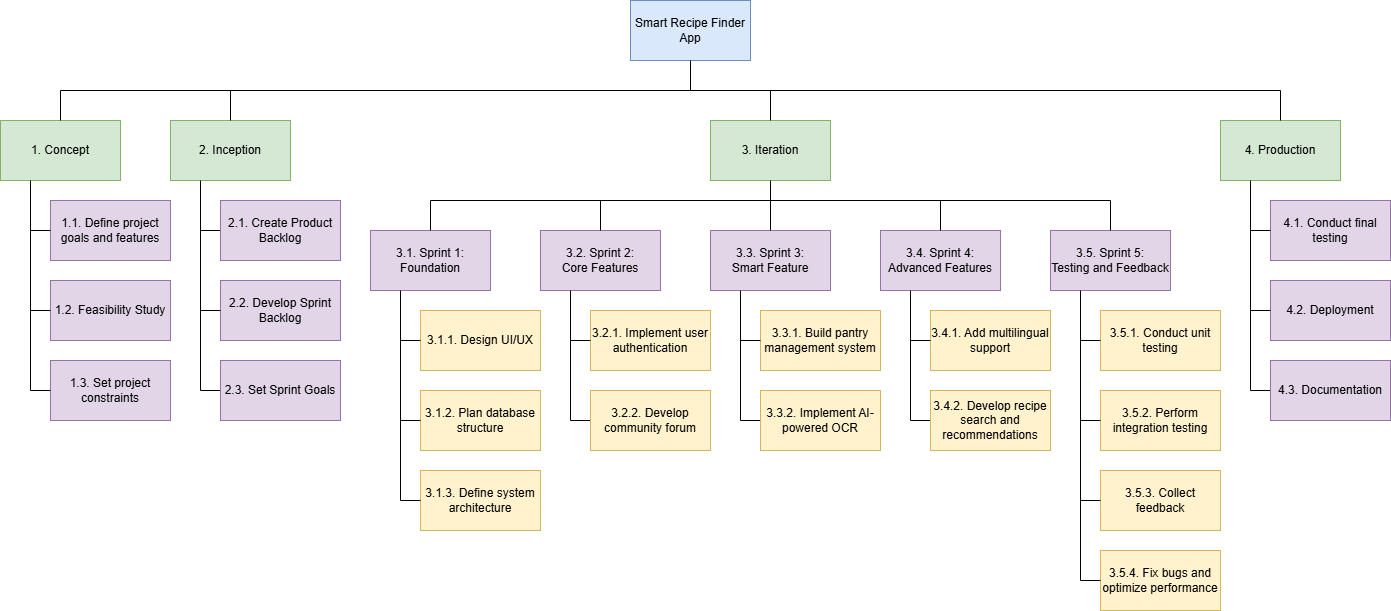 Smart Recipe Finder
App
1. Concept
2. Inception
3. Iteration
4. Production
1.1. Define project
goals and features
1.2. Feasibility Study
1.3. Set project
constraints
2.1. Create Product
Backlog
2.2. Develop Sprint
Backlog
2.3. Set Sprint Goals
3.1. Sprint 1:
Foundation
3.1.1. Design UI/UX
3.1.2. Plan database
structure
3.1.3. Define system
architecture
3.2. Sprint 2:
Core Features
3.2.1. Implement user
authentication
3.2.2. Develop
community forum
3.3. Sprint 3:
Smart Feature
3.3.1. Build pantry
management system
3.3.2. Implement AI-
powered OCR
3.4. Sprint 4:
Advanced Features
3.4.1. Add multilingual
support
3.4.2. Develop recipe
search and
recommendations
3.5. Sprint 5:
Testing and Feedback
3.5.1. Conduct unit
testing
3.5.2. Perform
integration testing
3.5.3. Collect
feedback
3.5.4. Fix bugs and
optimize performance
4.1. Conduct final
testing
4.2. Deployment
4.3. Documentation